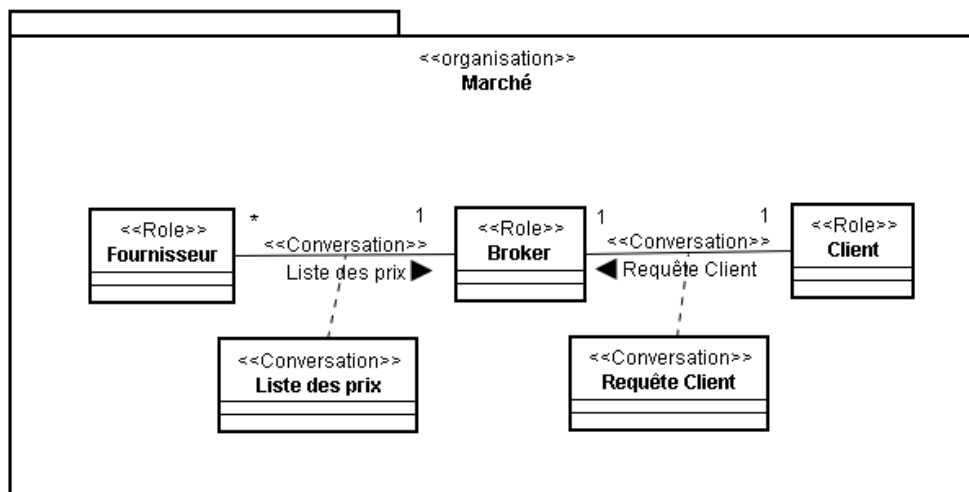 <<organisation>>
Marché
<<Role>>
Fournisseur
*
<<Conversation>>
Liste des prix
1
<<Role>>
Broker
1
<<Conversation>>
Requête Client
1
<<Role>>
Client
<<Conversation>>
Liste des prix
<<Conversation>>
Requête Client